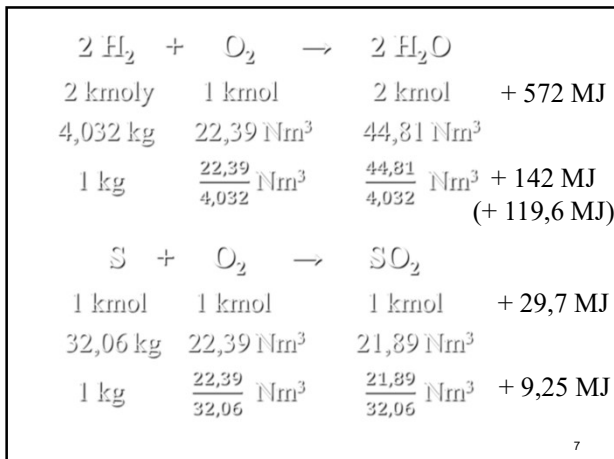 2 H₂ + O₂ → 2 H₂O
2 kmoly 1 kmol 2 kmol + 572 MJ
4,032 kg 22,39 Nm³ 44,81 Nm³
1 kg 22,39/4,032 Nm³ 44,81/4,032 Nm³ + 142 MJ
(+ 119,6 MJ)
S + O₂ → SO₂
1 kmol 1 kmol 1 kmol + 29,7 MJ
32,06 kg 22,39 Nm³ 21,89 Nm³
1 kg 22,39/32,06 Nm³ 21,89/32,06 Nm³ + 9,25 MJ
7